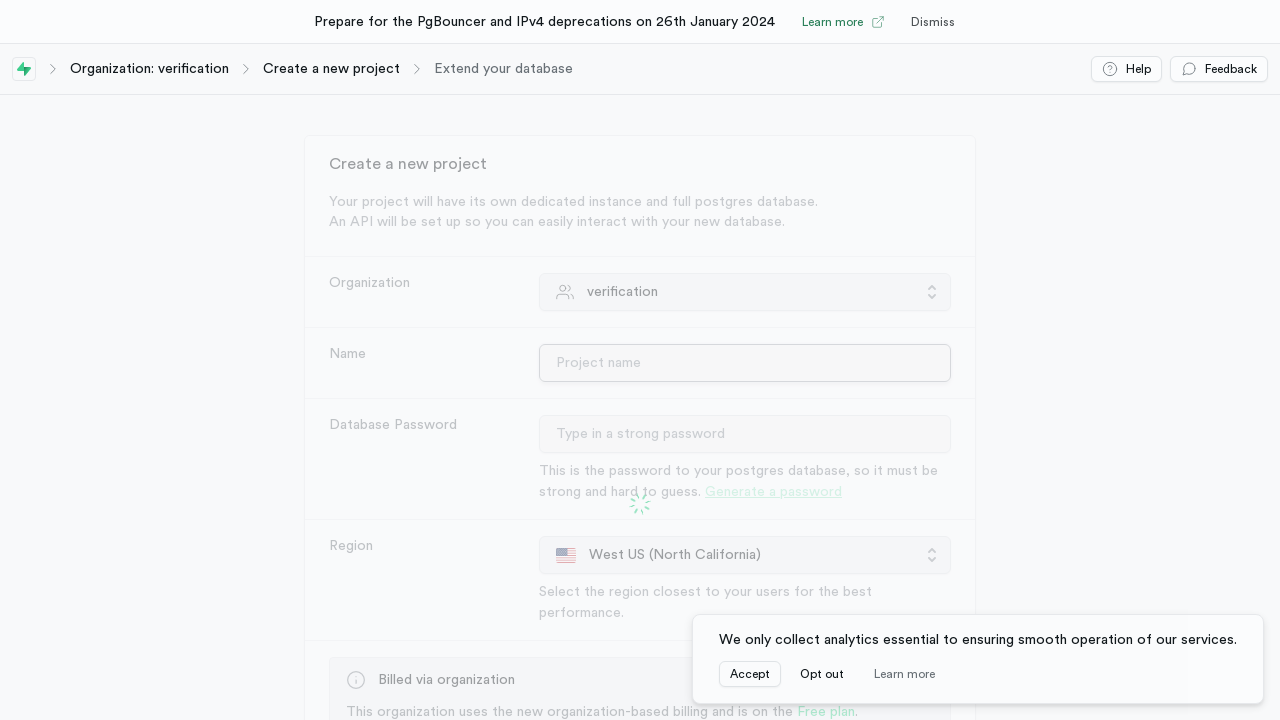 Prepare for the PgBouncer and IPv4 deprecations on 26th January 2024
Learn more
Dismiss
Organization: verification
Create a new project
Extend your database
Help
Feedback
Create a new project
Your project will have its own dedicated instance and full postgres database.
An API will be set up so you can easily interact with your new database.
Organization
verification
Name
Project name
Database Password
Type in a strong password
This is the password to your postgres database, so it must be
strong and hard to guess. Generate a password
Region
West US (North California)
Select the region closest to your users for the best
performance.
Billed via organization
This organization uses the new organization-based billing and is on the Free plan.
We only collect analytics essential to ensuring smooth operation of our services.
Accept
Opt out
Learn more